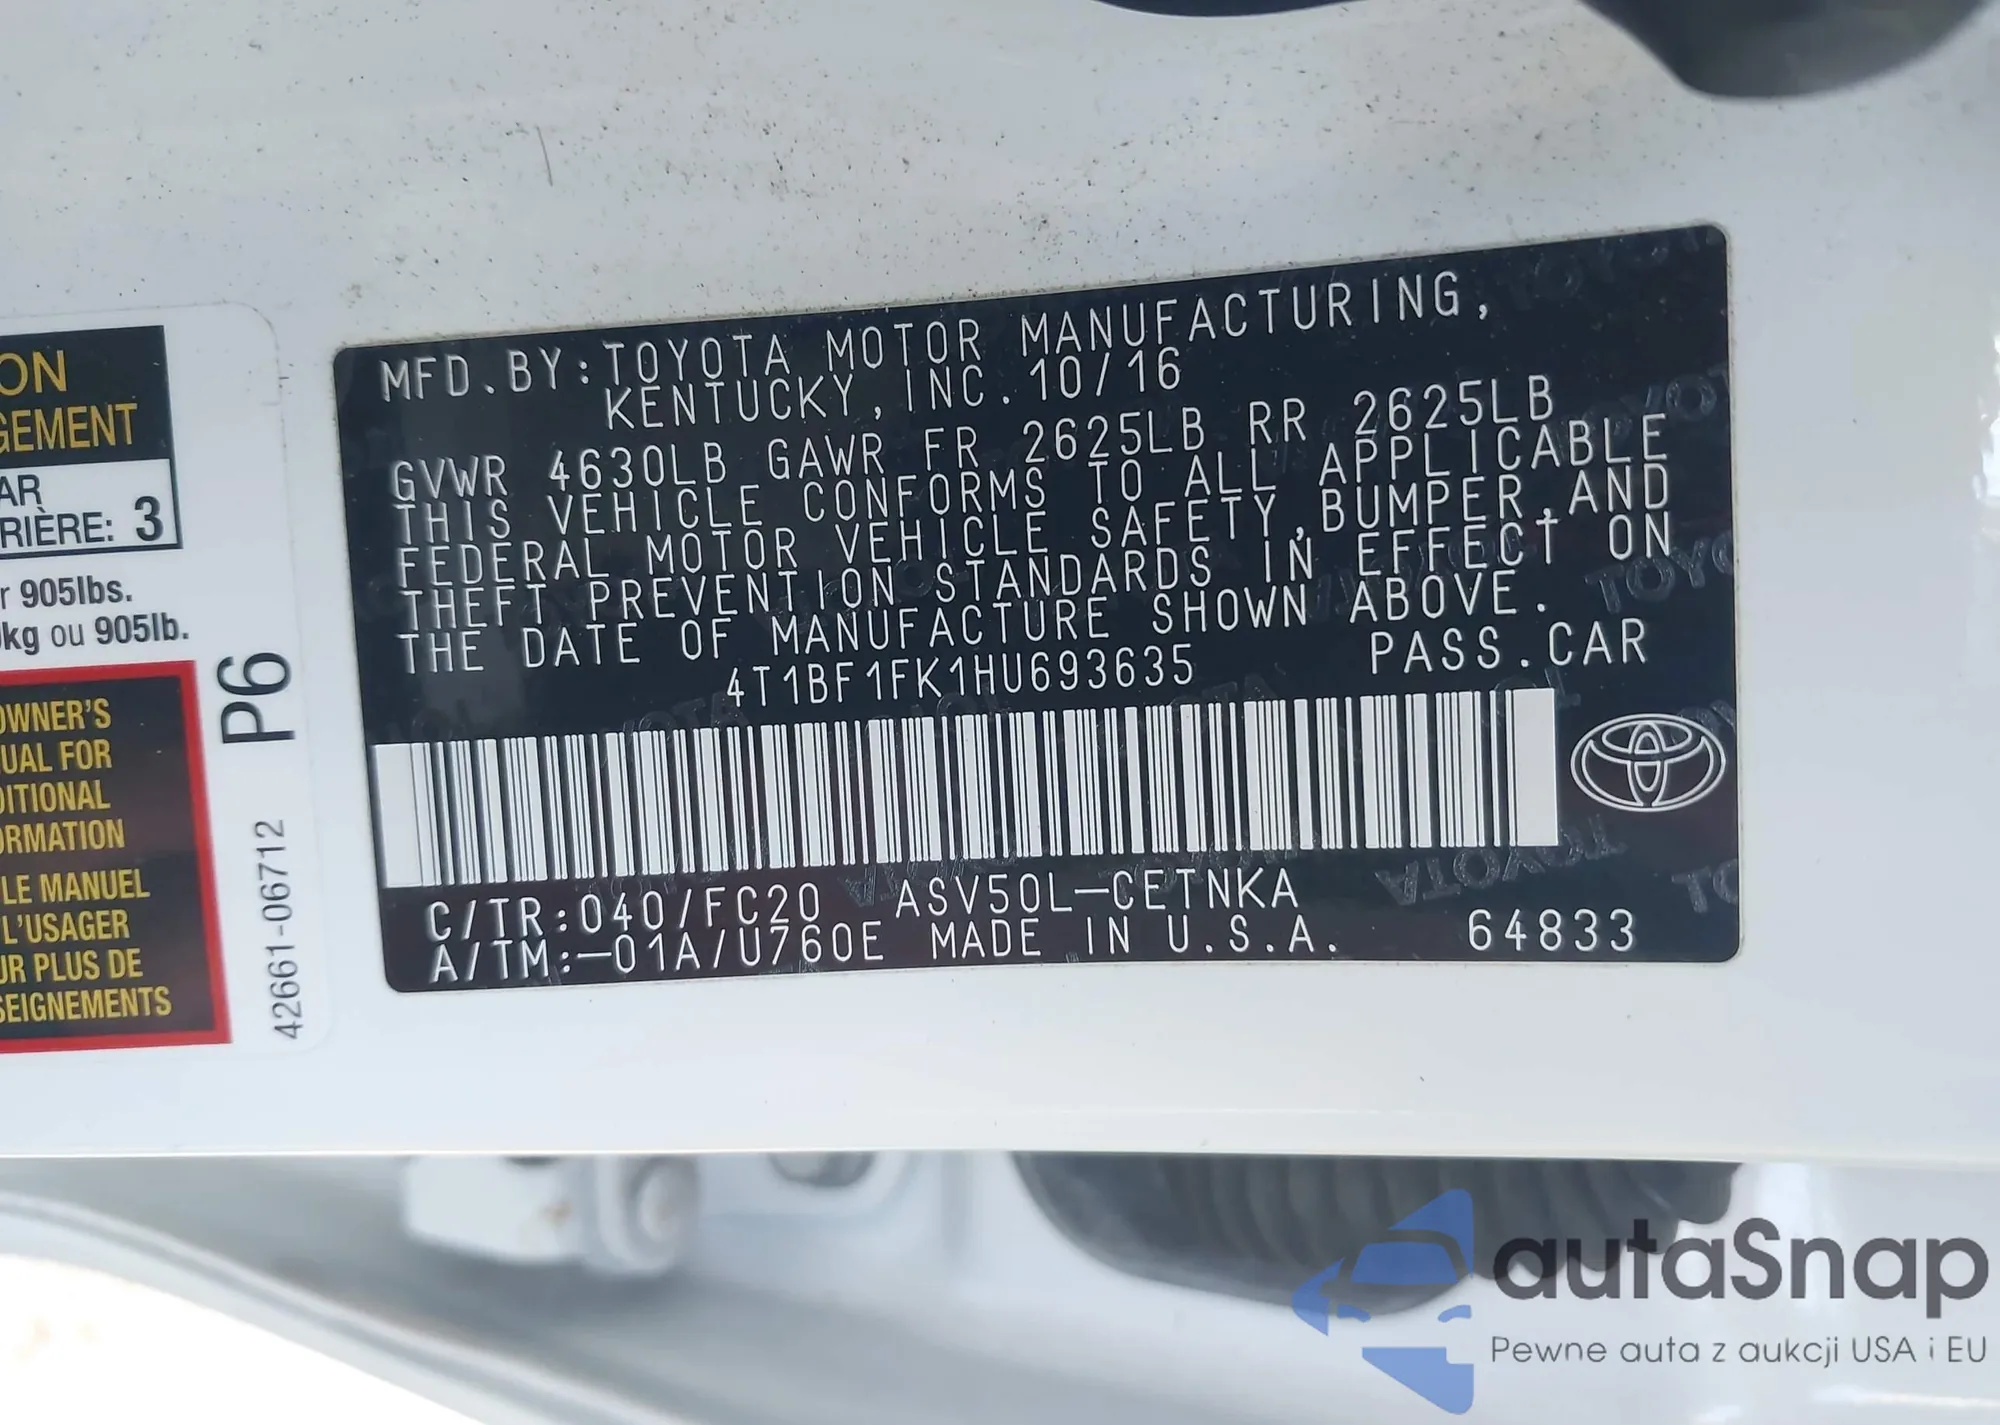 MFD.BY:TOYOTA MOTOR MANUFACTURING,
KENTUCKY,INC.10/16
GVWR 4630LB GAWR FR 2625LB RR 2625LB
THIS VEHICLE CONFORMS TO ALL APPLICABLE
FEDERAL MOTOR VEHICLE SAFETY,BUMPER,AND
THEFT PREVENTION STANDARDS IN EFFECT ON
THE DATE OF MANUFACTURE SHOWN ABOVE.
4T1BF1FK1HU693635 PASS.CAR
C/TR:040/FC20 ASV50L-CETNKA
A/TM:-01A/U760E MADE IN U.S.A. 64833
ON
GEMENT
AR
RIÈRE: 3
r 905lbs.
kg ou 905lb.
OWNER'S
UAL FOR
DITIONAL
ORMATION
LE MANUEL
L'USAGER
UR PLUS DE
SEIGNEMENTS
P6
42661-06712
autaSnap
Pewne auta z aukcji USA i EU